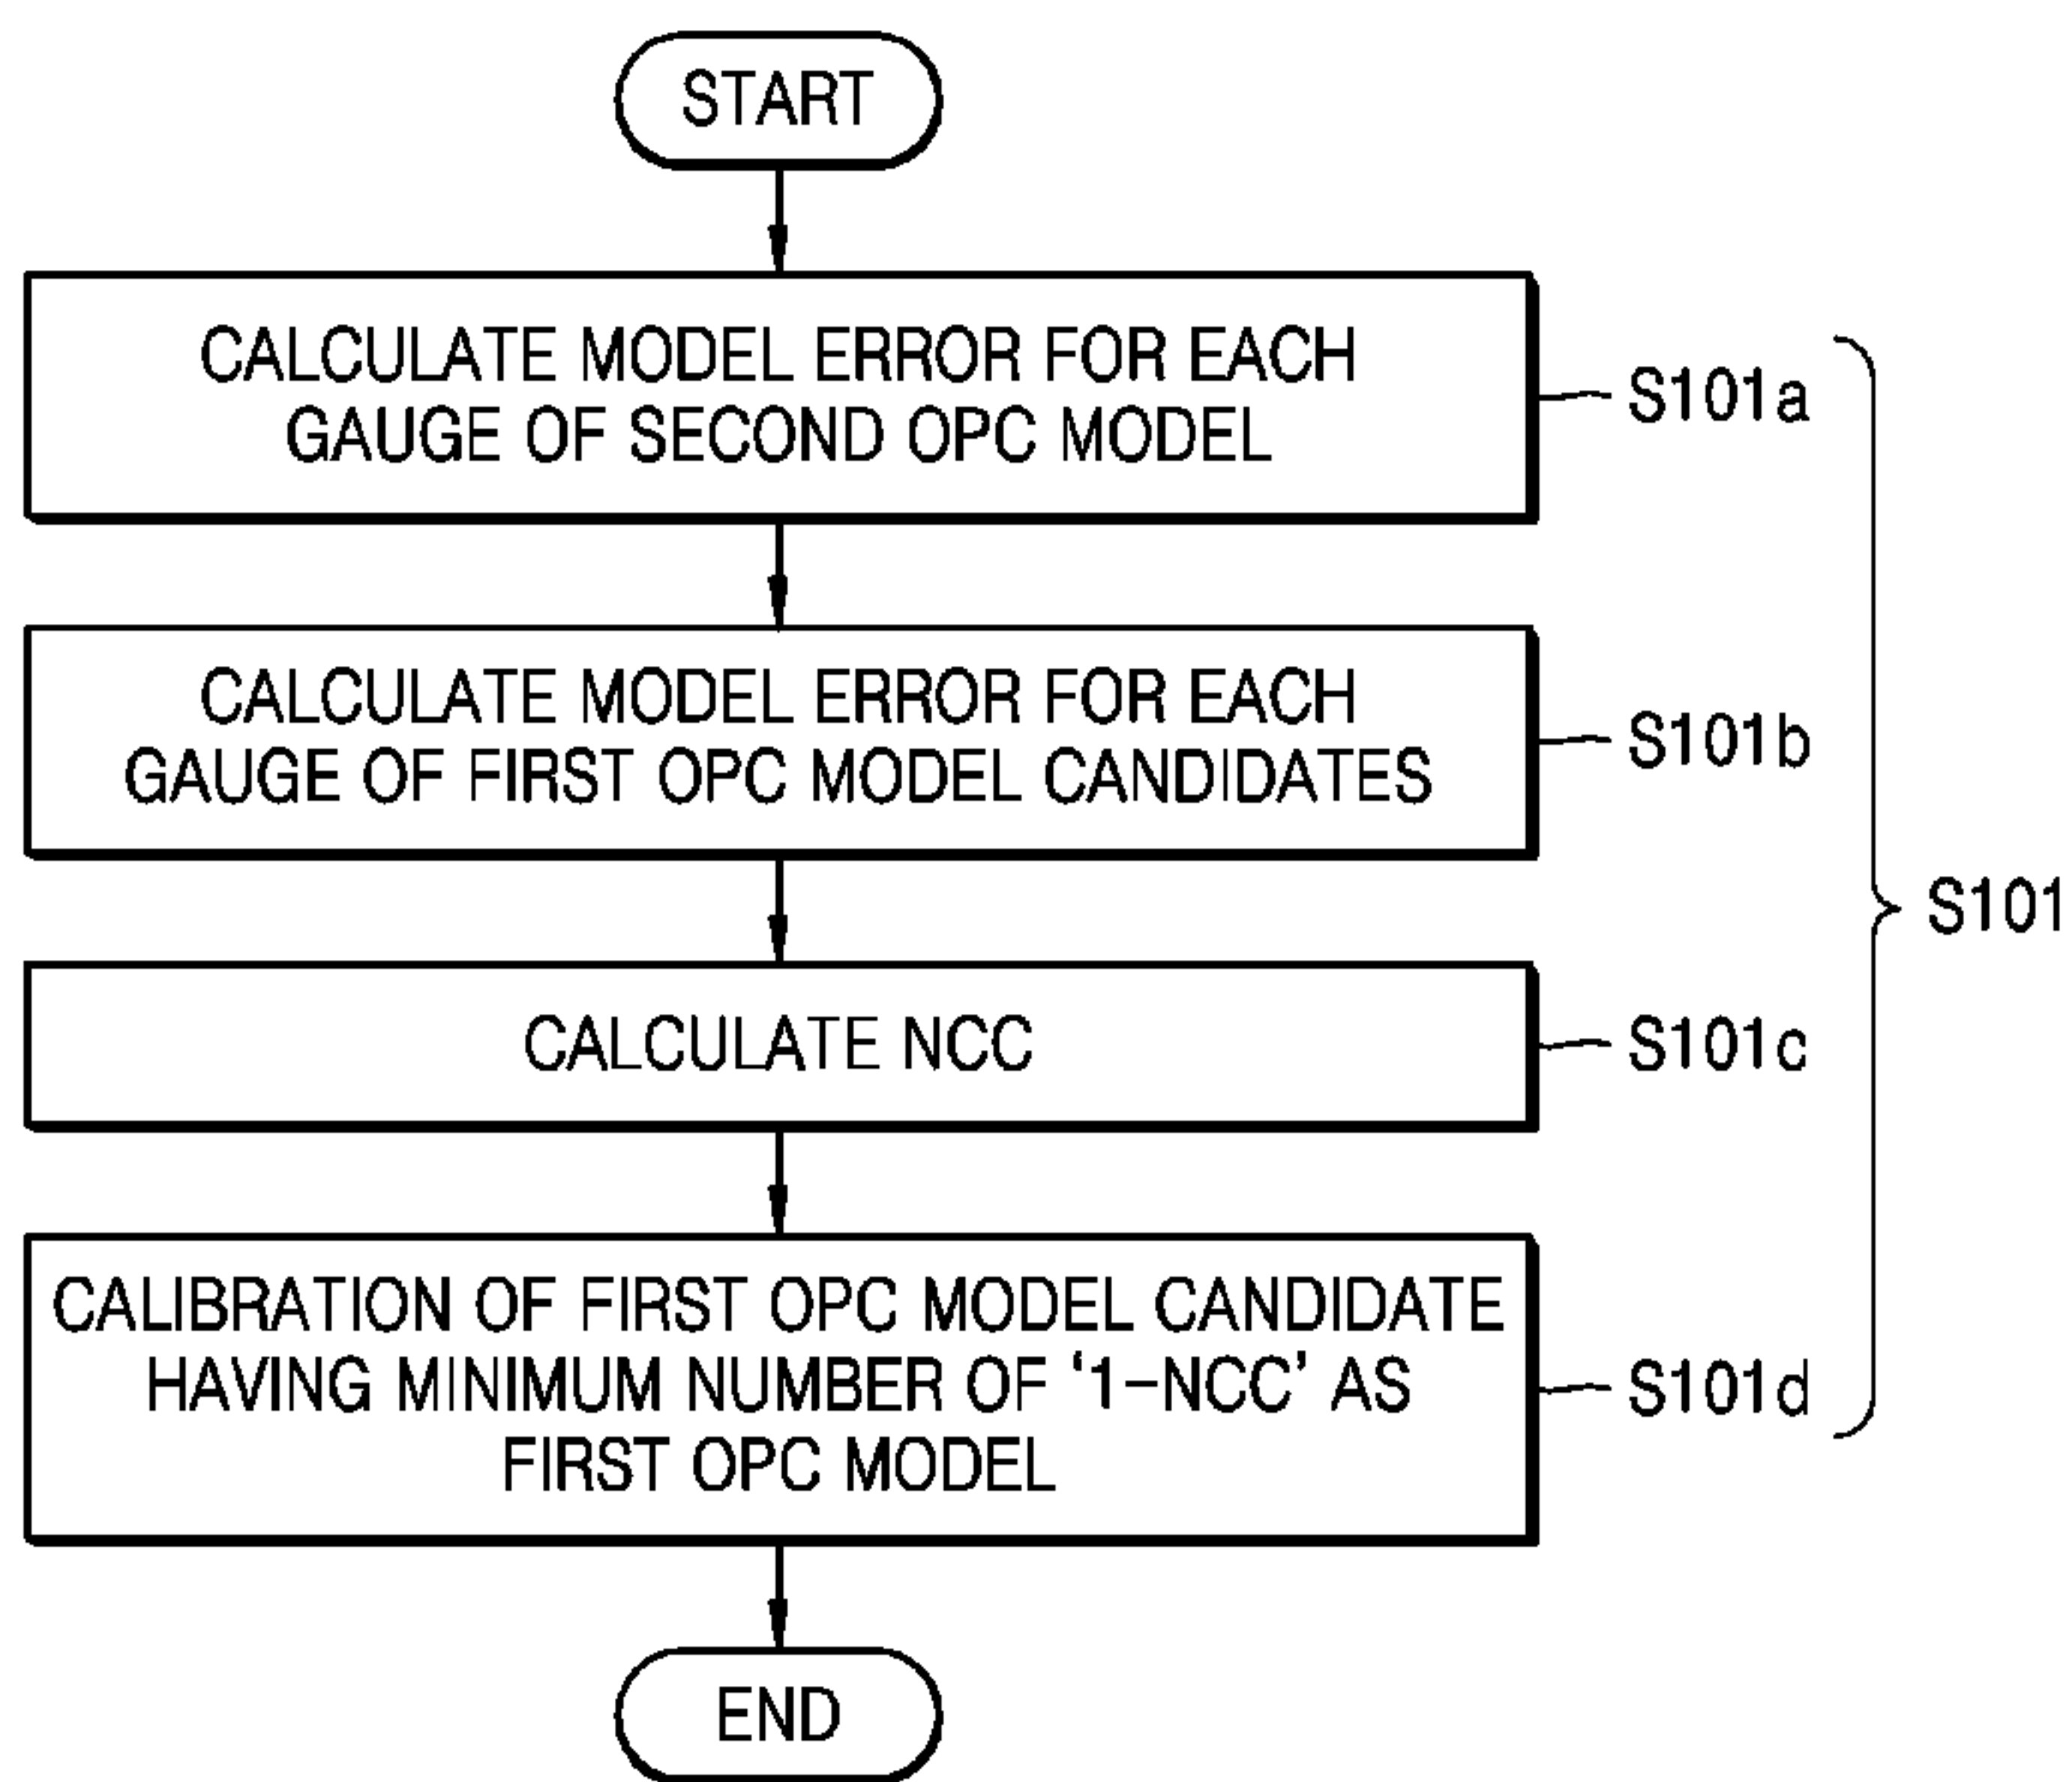 START
CALCULATE MODEL ERROR FOR EACH
GAUGE OF SECOND OPC MODEL
S101a
CALCULATE MODEL ERROR FOR EACH
GAUGE OF FIRST OPC MODEL CANDIDATES
S101b
S101
CALCULATE NCC
S101c
CALIBRATION OF FIRST OPC MODEL CANDIDATE
HAVING MINIMUM NUMBER OF ‘1−NCC’ AS
FIRST OPC MODEL
S101d
END